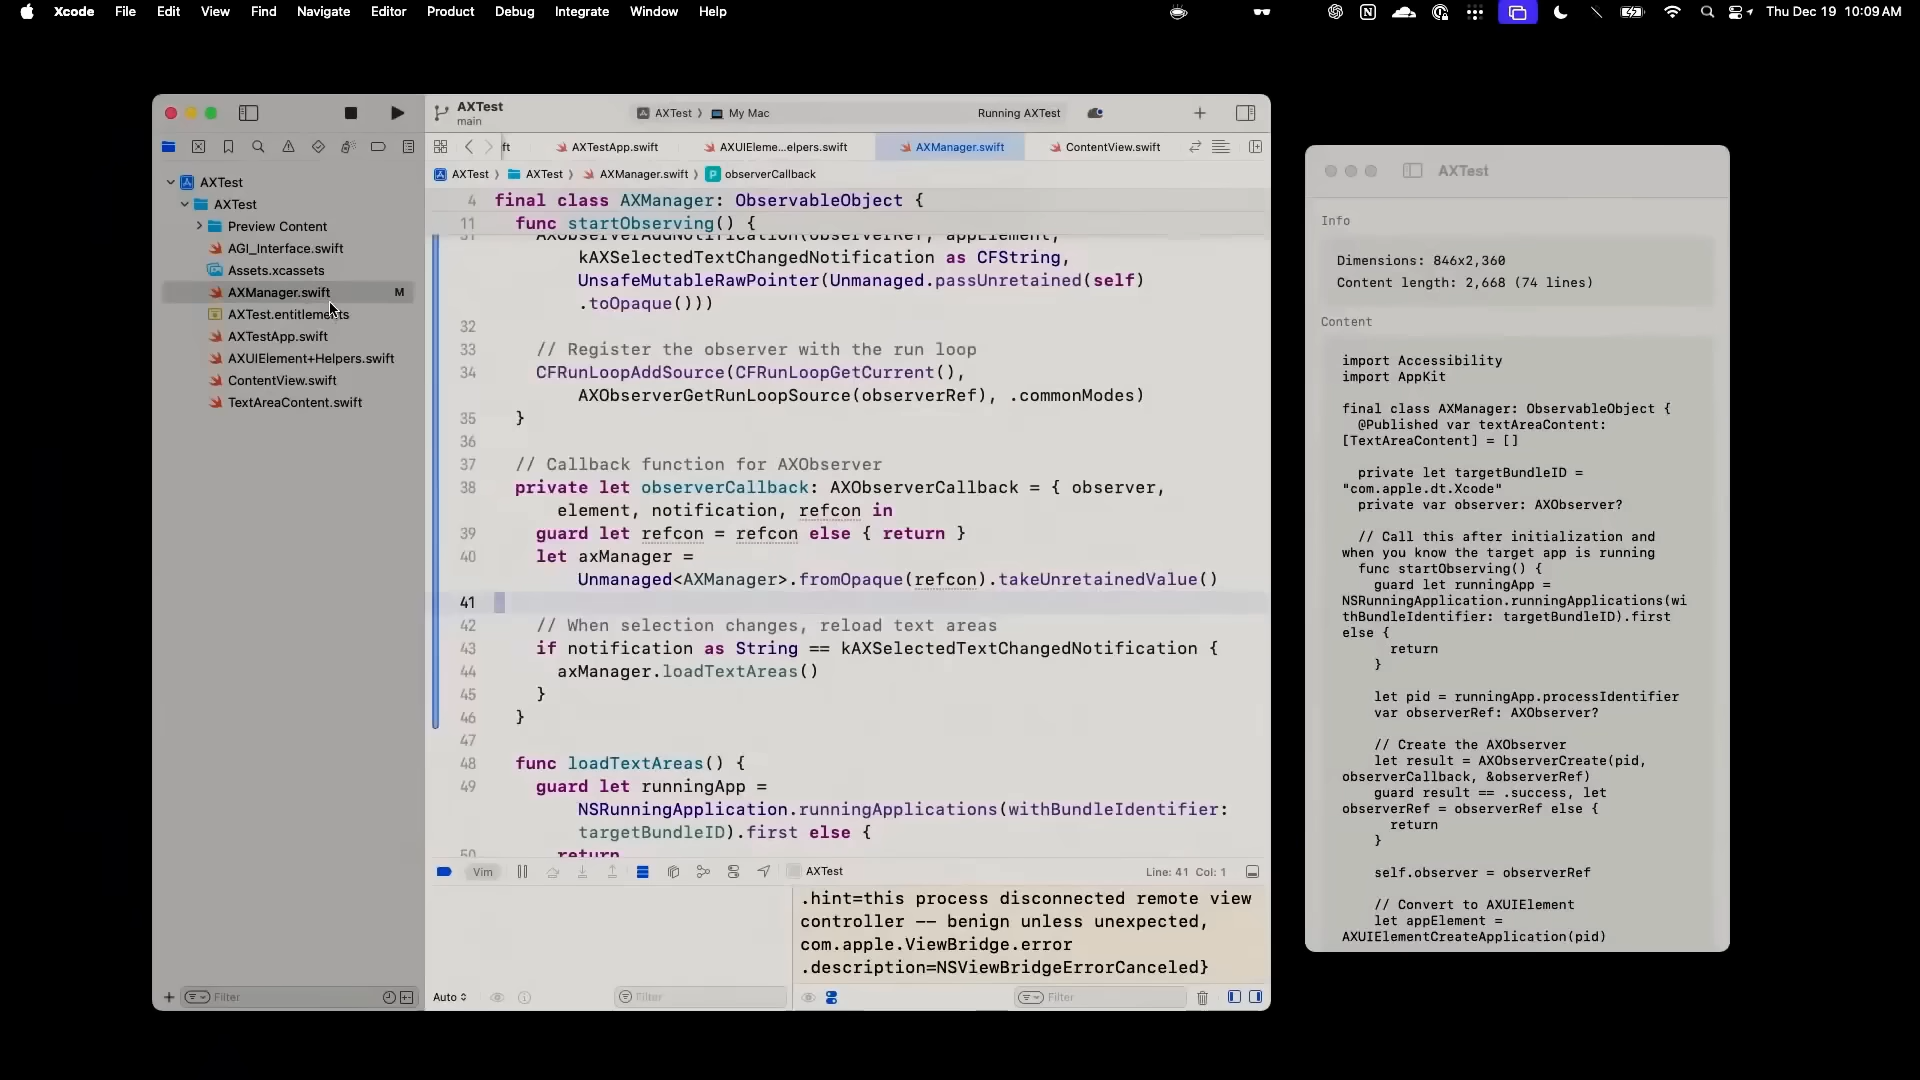 Xcode File Edit View Find Navigate Editor Product Debug Integrate Window Help
Thu Dec 19 10:09 AM
AXTest
main
AXTest › My Mac
Running AXTest
ft
AXTestApp.swift
AXUIEleme...elpers.swift
AXManager.swift
ContentView.swift
AXTest › AXTest › AXManager.swift › P observerCallback
AXTest
AXTest
Preview Content
AGI_Interface.swift
Assets.xcassets
AXManager.swift M
AXTest.entitlements
AXTestApp.swift
AXUIElement+Helpers.swift
ContentView.swift
TextAreaContent.swift
Filter
4 final class AXManager: ObservableObject {
11 func startObserving() {
31 AXObserverAddNotification(observerRef, appElement,
kAXSelectedTextChangedNotification as CFString,
UnsafeMutableRawPointer(Unmanaged.passUnretained(self)
.toOpaque()))
32
33 // Register the observer with the run loop
34 CFRunLoopAddSource(CFRunLoopGetCurrent(),
AXObserverGetRunLoopSource(observerRef), .commonModes)
35 }
36
37 // Callback function for AXObserver
38 private let observerCallback: AXObserverCallback = { observer,
element, notification, refcon in
39 guard let refcon = refcon else { return }
40 let axManager =
Unmanaged<AXManager>.fromOpaque(refcon).takeUnretainedValue()
41
42 // When selection changes, reload text areas
43 if notification as String == kAXSelectedTextChangedNotification {
44 axManager.loadTextAreas()
45 }
46 }
47
48 func loadTextAreas() {
49 guard let runningApp =
NSRunningApplication.runningApplications(withBundleIdentifier:
targetBundleID).first else {
50 return
Vim
AXTest
Line: 41 Col: 1
.hint=this process disconnected remote view
controller -- benign unless unexpected,
com.apple.ViewBridge.error
.description=NSViewBridgeErrorCanceled}
Auto
Filter
Filter
AXTest
Info
Dimensions: 846x2,360
Content length: 2,668 (74 lines)
Content
import Accessibility
import AppKit
final class AXManager: ObservableObject {
@Published var textAreaContent:
[TextAreaContent] = []
private let targetBundleID =
"com.apple.dt.Xcode"
private var observer: AXObserver?
// Call this after initialization and
when you know the target app is running
func startObserving() {
guard let runningApp =
NSRunningApplication.runningApplications(wi
thBundleIdentifier: targetBundleID).first
else {
return
}
let pid = runningApp.processIdentifier
var observerRef: AXObserver?
// Create the AXObserver
let result = AXObserverCreate(pid,
observerCallback, &observerRef)
guard result == .success, let
observerRef = observerRef else {
return
}
self.observer = observerRef
// Convert to AXUIElement
let appElement =
AXUIElementCreateApplication(pid)